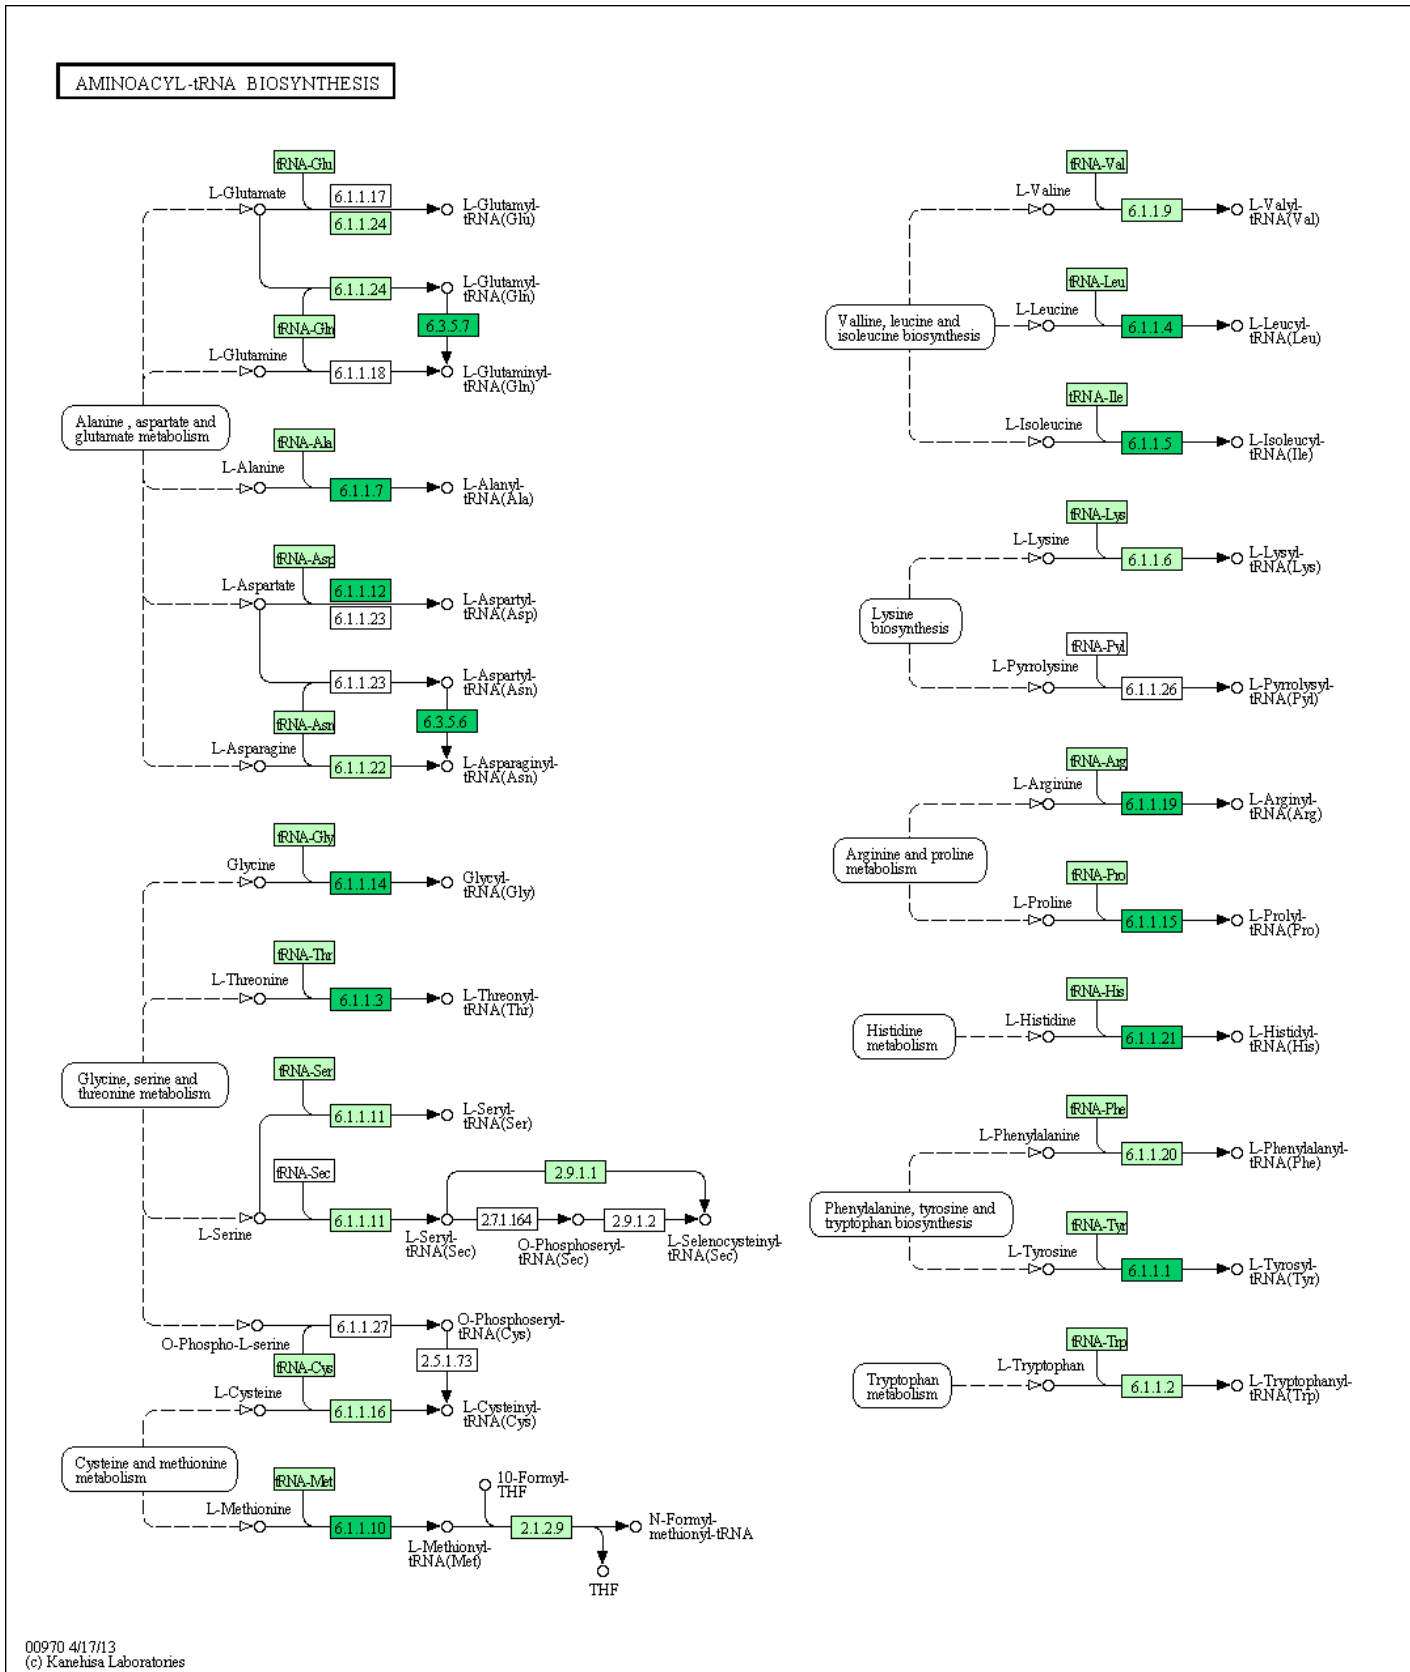 AMINOACYL-tRNA BIOSYNTHESIS
tRNA-Glu
L-Glutamate
6.1.1.17
6.1.1.24
L-Glutamyl-
tRNA(Glu)
6.1.1.24
L-Glutamyl-
tRNA(Gln)
tRNA-Gln
6.3.5.7
L-Glutamine
6.1.1.18
L-Glutaminyl-
tRNA(Gln)
Alanine , aspartate and
glutamate metabolism
tRNA-Ala
L-Alanine
6.1.1.7
L-Alanyl-
tRNA(Ala)
tRNA-Asp
L-Aspartate
6.1.1.12
6.1.1.23
L-Aspartyl-
tRNA(Asp)
6.1.1.23
L-Aspartyl-
tRNA(Asn)
tRNA-Asn
6.3.5.6
L-Asparagine
6.1.1.22
L-Asparaginyl-
tRNA(Asn)
tRNA-Gly
Glycine
6.1.1.14
Glycyl-
tRNA(Gly)
tRNA-Thr
L-Threonine
6.1.1.3
L-Threonyl-
tRNA(Thr)
Glycine, serine and
threonine metabolism
tRNA-Ser
6.1.1.11
L-Seryl-
tRNA(Ser)
tRNA-Sec
L-Serine
6.1.1.11
L-Seryl-
tRNA(Sec)
2.9.1.1
2.7.1.164
O-Phosphoseryl-
tRNA(Sec)
2.9.1.2
L-Selenocysteinyl-
tRNA(Sec)
O-Phospho-L-serine
6.1.1.27
O-Phosphoseryl-
tRNA(Cys)
tRNA-Cys
2.5.1.73
L-Cysteine
6.1.1.16
L-Cysteinyl-
tRNA(Cys)
Cysteine and methionine
metabolism
tRNA-Met
L-Methionine
6.1.1.10
L-Methionyl-
tRNA(Met)
10-Formyl-
THF
2.1.2.9
N-Formyl-
methionyl-tRNA
THF
tRNA-Val
L-Valine
6.1.1.9
L-Valyl-
tRNA(Val)
tRNA-Leu
Valline, leucine and
isoleucine biosynthesis
L-Leucine
6.1.1.4
L-Leucyl-
tRNA(Leu)
tRNA-Ile
L-Isoleucine
6.1.1.5
L-Isoleucyl-
tRNA(Ile)
tRNA-Lys
L-Lysine
6.1.1.6
L-Lysyl-
tRNA(Lys)
Lysine
biosynthesis
tRNA-Pyl
L-Pyrrolysine
6.1.1.26
L-Pyrrolysyl-
tRNA(Pyl)
tRNA-Arg
L-Arginine
6.1.1.19
L-Arginyl-
tRNA(Arg)
Arginine and proline
metabolism
tRNA-Pro
L-Proline
6.1.1.15
L-Prolyl-
tRNA(Pro)
tRNA-His
Histidine
metabolism
L-Histidine
6.1.1.21
L-Histidyl-
tRNA(His)
tRNA-Phe
L-Phenylalanine
6.1.1.20
L-Phenylalanyl-
tRNA(Phe)
Phenylalanine, tyrosine and
tryptophan biosynthesis
tRNA-Tyr
L-Tyrosine
6.1.1.1
L-Tyrosyl-
tRNA(Tyr)
tRNA-Trp
Tryptophan
metabolism
L-Tryptophan
6.1.1.2
L-Tryptophanyl-
tRNA(Trp)
00970 4/17/13
(c) Kanehisa Laboratories